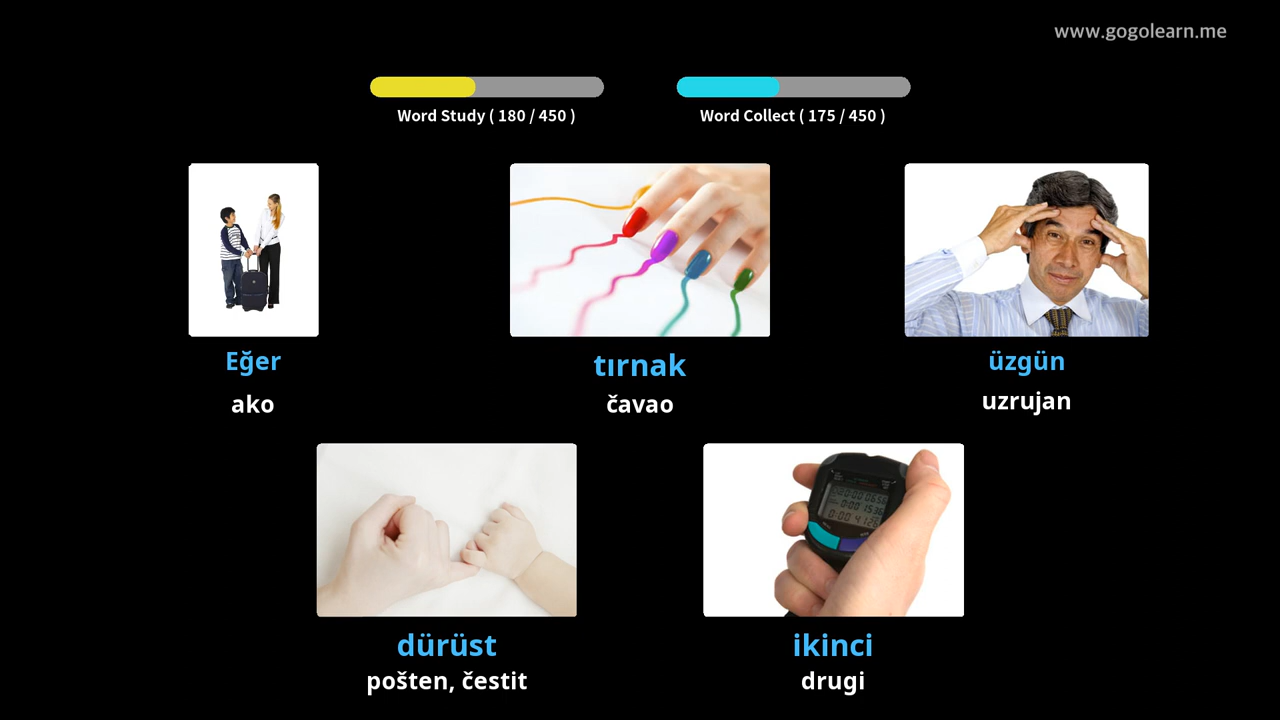 www.gogolearn.me
Word Study ( 180 / 450 )
Word Collect ( 175 / 450 )
Eğer
ako
tırnak
čavao
üzgün
uzrujan
dürüst
pošten, čestit
ikinci
drugi